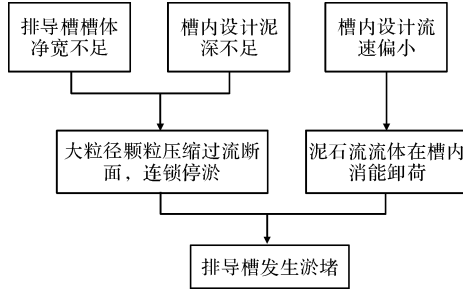 排导槽槽体
净宽不足
槽内设计泥
深不足
槽内设计流
速偏小
大粒径颗粒压缩过流断
面，连锁停淤
泥石流流体在槽内
消能卸荷
排导槽发生淤堵